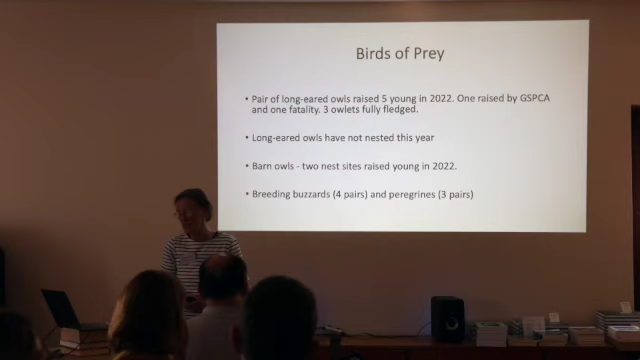 Birds of Prey
• Pair of long-eared owls raised 5 young in 2022. One raised by GSPCA
and one fatality. 3 owlets fully fledged.
• Long-eared owls have not nested this year
• Barn owls - two nest sites raised young in 2022.
• Breeding buzzards (4 pairs) and peregrines (3 pairs)